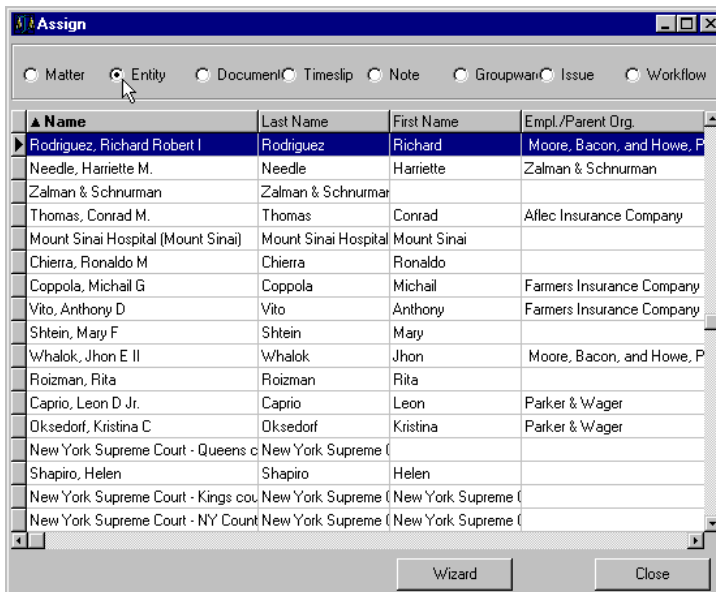 Assign
Matter Entity Document Timeslip Note Groupware Issue Workflow
▲ Name Last Name First Name Empl./Parent Org.
Rodriguez, Richard Robert I Rodriguez Richard Moore, Bacon, and Howe, P
Needle, Harriette M. Needle Harriette Zalman & Schnurman
Zalman & Schnurman Zalman & Schnurman
Thomas, Conrad M. Thomas Conrad Aflec Insurance Company
Mount Sinai Hospital (Mount Sinai) Mount Sinai Hospital Mount Sinai
Chierra, Ronaldo M Chierra Ronaldo
Coppola, Michail G Coppola Michail Farmers Insurance Company
Vito, Anthony D Vito Anthony Farmers Insurance Company
Shtein, Mary F Shtein Mary
Whalok, Jhon E II Whalok Jhon Moore, Bacon, and Howe, P
Roizman, Rita Roizman Rita
Caprio, Leon D Jr. Caprio Leon Parker & Wager
Oksedorf, Kristina C Oksedorf Kristina Parker & Wager
New York Supreme Court - Queens c New York Supreme (
Shapiro, Helen Shapiro Helen
New York Supreme Court - Kings cou New York Supreme ( New York Supreme (
New York Supreme Court - NY Count New York Supreme ( New York Supreme (
Wizard Close